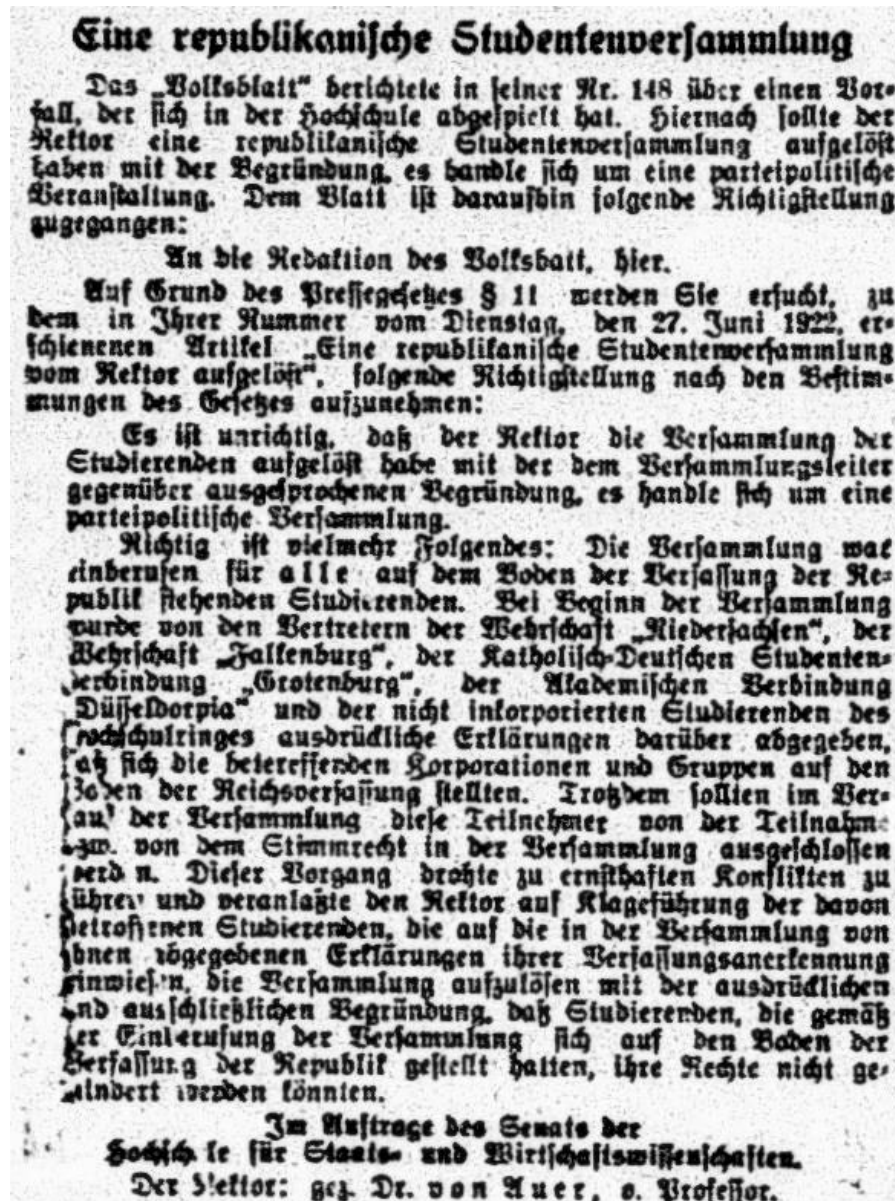 Eine republikanische Studentenversammlung
Das „Volksblatt“ berichtete in seiner Nr. 148 über einen Vor-
fall, der sich in der Hochschule abgespielt hat. Hiernach sollte der
Rektor eine republikanische Studentenversammlung aufgelöst
haben mit der Begründung, es handle sich um eine parteipolitische
Veranstaltung. Dem Blatt ist daraufhin folgende Richtigstellung
zugegangen:
An die Redaktion des Volksbatt, hier.
Auf Grund des Pressegesetzes § 11 werden Sie ersucht, zu
dem in Ihrer Nummer vom Dienstag, den 27. Juni 1922, er-
schienenen Artikel „Eine republikanische Studentenversammlung
vom Rektor aufgelöst“, folgende Richtigstellung nach den Bestim-
mungen des Gesetzes aufzunehmen:
Es ist unrichtig, daß der Rektor die Versammlung der
Studierenden aufgelöst habe mit der dem Versammlungsleiter
gegenüber ausgesprochenen Begründung, es handle sich um eine
parteipolitische Versammlung.
Richtig ist vielmehr Folgendes: Die Versammlung war
einberufen für alle auf dem Boden der Verfassung der Re-
publik stehenden Studierenden. Bei Beginn der Versammlung
wurde von den Vertretern der Wehrschaft „Niedersachsen“, der
Wehrschaft „Falkenburg“, der Katholisch-Deutschen Studenten-
verbindung „Grotenburg“, der Akademischen Verbindung
„Düsseldorpia“ und der nicht inkorporierten Studierenden des
Hochschulringes ausdrückliche Erklärungen darüber abgegeben,
daß sich die betereffenden Korporationen und Gruppen auf den
Boden der Reichsverfassung stellten. Trotzdem sollten im Ver-
lauf der Versammlung diese Teilnehmer von der Teilnahm
bzw. von dem Stimmrecht in der Versammlung ausgeschlossen
werden. Dieser Vorgang drohte zu ernsthaften Konflikten zu
führen und veranlaßte den Rektor auf Klageführung der davon
betroffenen Studierenden, die auf die in der Versammlung von
ihnen abgegebenen Erklärungen ihrer Verfassungsanerkennung
hinwiesen, die Versammlung aufzulösen mit der ausdrücklichen
und ausschließlichen Begründung, daß Studierenden, die gemäß
der Einberufung der Versammlung sich auf den Boden der
Verfassung der Republik gestellt hatten, ihre Rechte nicht ge-
mindert werden könnten.
Im Auftrage des Senats der
Hochschule für Staats- und Wirtschaftswissenschaften.
Der Rektor: gez. Dr. von Auer, o. Professor.